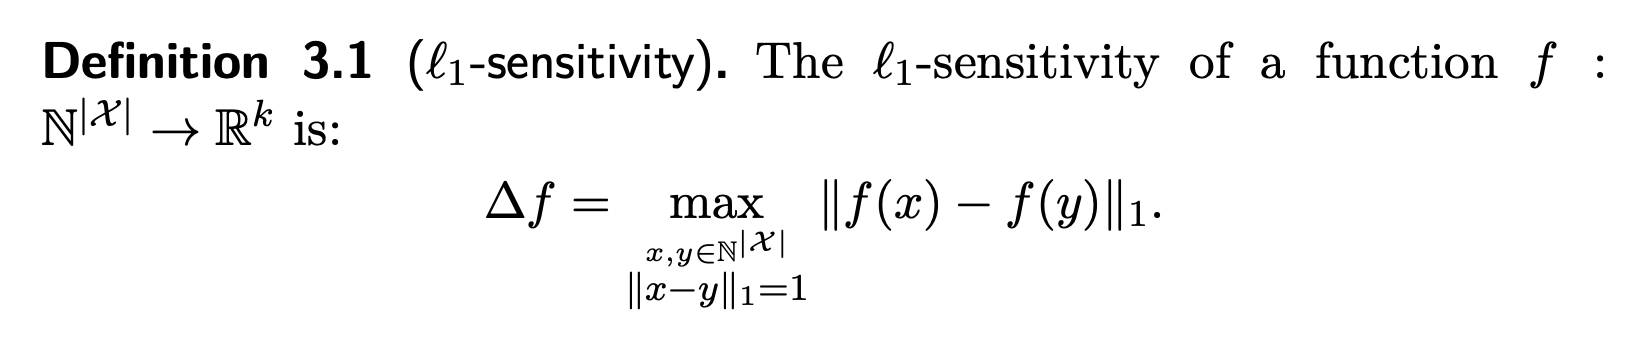 Definition 3.1 (ℓ₁-sensitivity). The ℓ₁-sensitivity of a function f :
ℕ^|𝒳| → ℝ^k is:
Δf = max ‖f(x) − f(y)‖₁.
x,y∈ℕ^|𝒳|
‖x−y‖₁=1